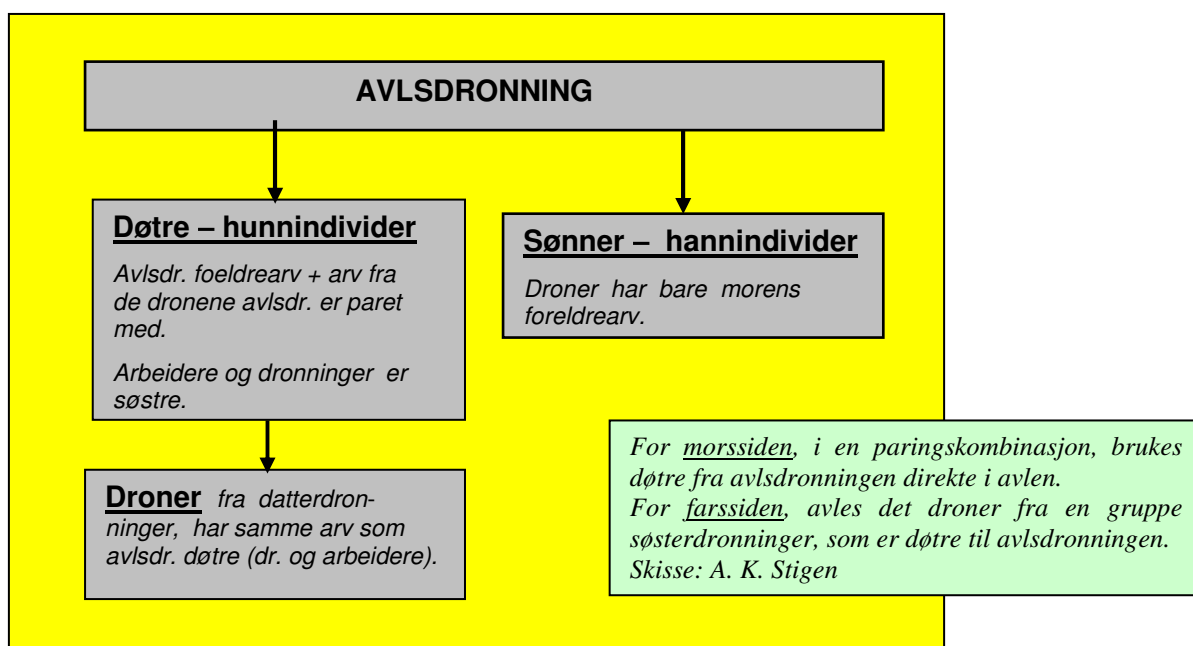 AVLSDRONNING
Døtre – hunnindivider
Avlsdr. foeldrearv + arv fra
de dronene avlsdr. er paret
med.
Arbeidere og dronninger er
søstre.
Sønner – hannindivider
Droner har bare morens
foreldrearv.
Droner fra datterdron-
ninger, har samme arv som
avlsdr. døtre (dr. og arbeidere).
For morssiden, i en paringskombinasjon, brukes
døtre fra avlsdronningen direkte i avlen.
For farssiden, avles det droner fra en gruppe
søsterdronninger, som er døtre til avlsdronningen.
Skisse: A. K. Stigen